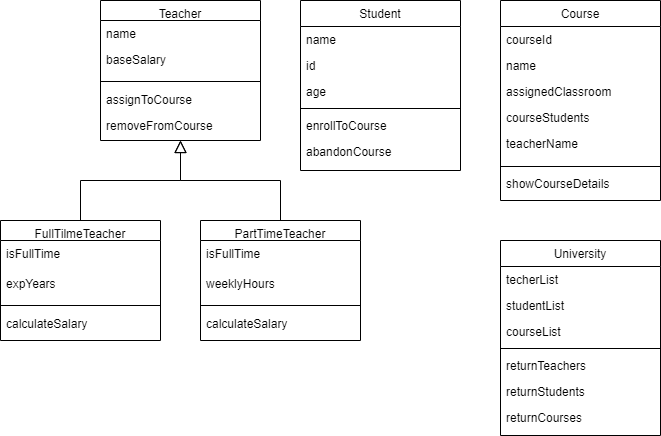 Teacher
name
baseSalary
assignToCourse
removeFromCourse
Student
name
id
age
enrollToCourse
abandonCourse
Course
courseId
name
assignedClassroom
courseStudents
teacherName
showCourseDetails
FullTilmeTeacher
isFullTime
expYears
calculateSalary
PartTimeTeacher
isFullTime
weeklyHours
calculateSalary
University
techerList
studentList
courseList
returnTeachers
returnStudents
returnCourses